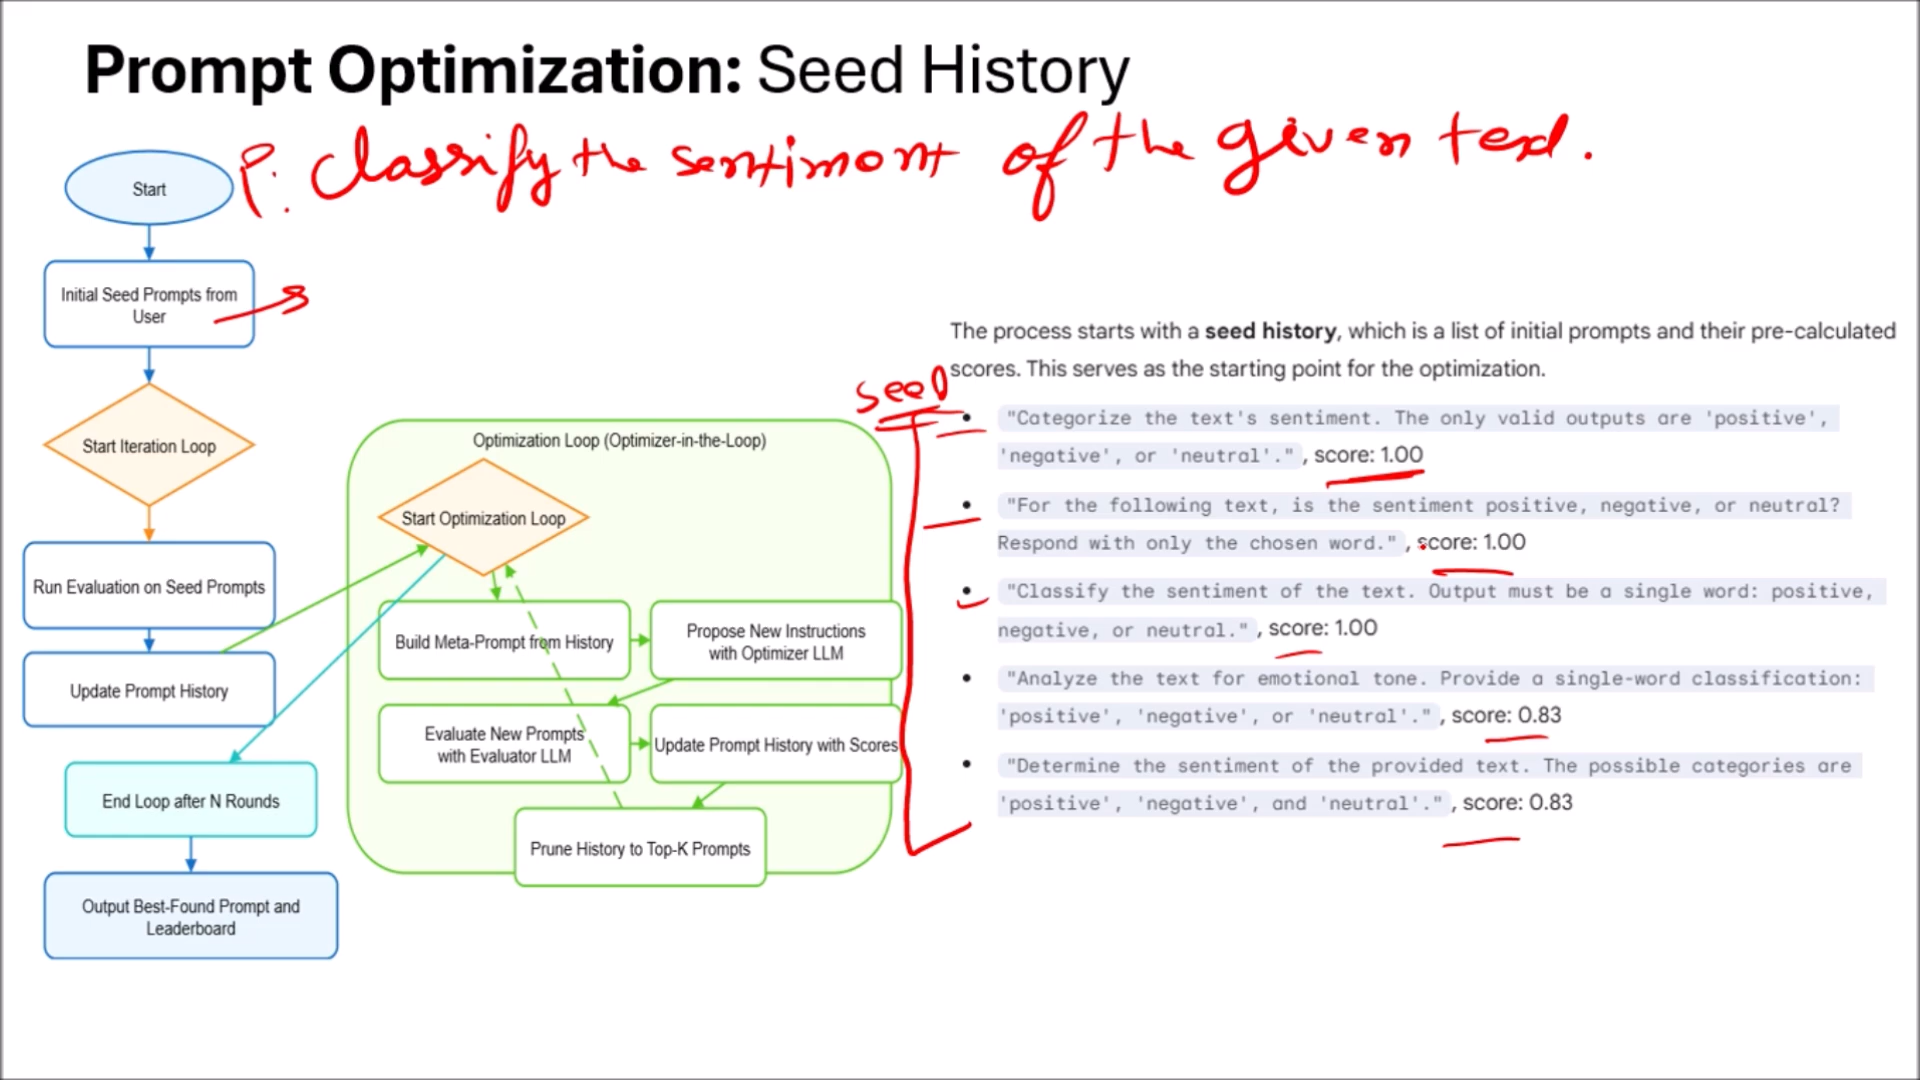 Prompt Optimization: Seed History
P. Classify the sentiment of the given text.
Start
Initial Seed Prompts from
User
Start Iteration Loop
Run Evaluation on Seed Prompts
Update Prompt History
End Loop after N Rounds
Output Best-Found Prompt and
Leaderboard
Optimization Loop (Optimizer-in-the-Loop)
Start Optimization Loop
Build Meta-Prompt from History
Propose New Instructions
with Optimizer LLM
Evaluate New Prompts
with Evaluator LLM
Update Prompt History with Scores
Prune History to Top-K Prompts
The process starts with a seed history, which is a list of initial prompts and their pre-calculated
scores. This serves as the starting point for the optimization.
seed
• "Categorize the text's sentiment. The only valid outputs are 'positive',
'negative', or 'neutral'.", score: 1.00
• "For the following text, is the sentiment positive, negative, or neutral?
Respond with only the chosen word.", score: 1.00
• "Classify the sentiment of the text. Output must be a single word: positive,
negative, or neutral.", score: 1.00
• "Analyze the text for emotional tone. Provide a single-word classification:
'positive', 'negative', or 'neutral'.", score: 0.83
• "Determine the sentiment of the provided text. The possible categories are
'positive', 'negative', and 'neutral'.", score: 0.83